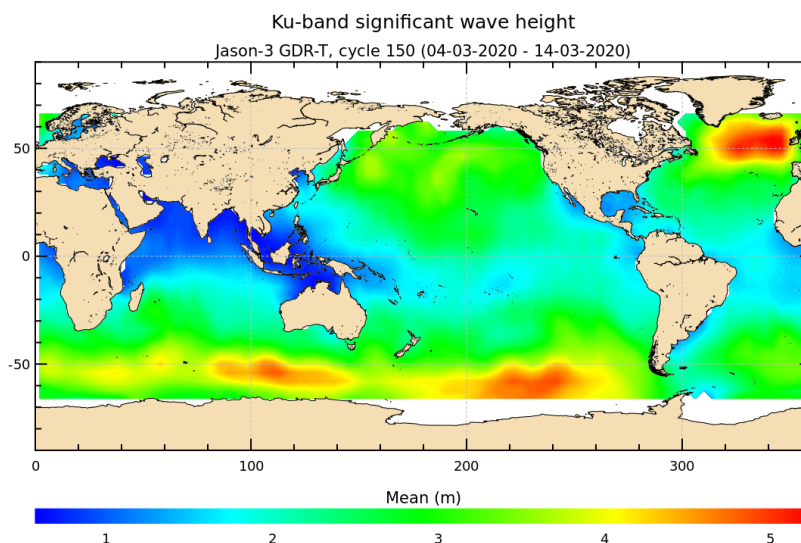 Ku-band significant wave height
Jason-3 GDR-T, cycle 150 (04-03-2020 - 14-03-2020)
50
0
-50
0 100 200 300
Mean (m)
1 2 3 4 5